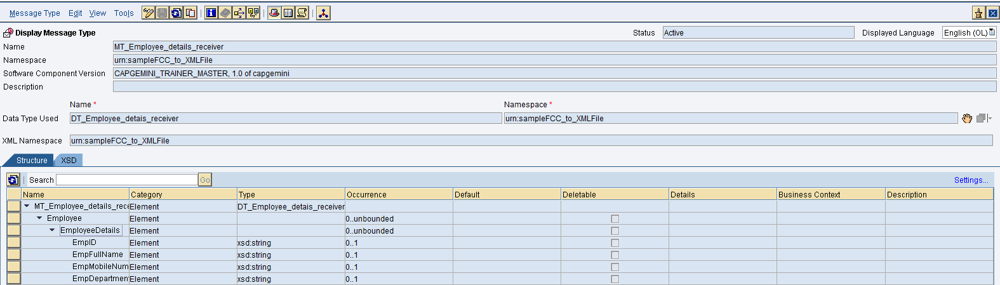 Message Type Edit View Tools
Display Message Type Status Active Displayed Language English (OL)
Name MT_Employee_details_receiver
Namespace urn:sampleFCC_to_XMLFile
Software Component Version CAPGEMINI_TRAINER_MASTER, 1.0 of capgemini
Description
Name * Namespace *
Data Type Used DT_Employee_detais_receiver urn:sampleFCC_to_XMLFile
XML Namespace urn:sampleFCC_to_XMLFile
Structure XSD
Search Go Settings...
Name Category Type Occurrence Default Deletable Details Business Context Description
MT_Employee_details_rece Element DT_Employee_detais_receiver
Employee Element 0..unbounded
EmployeeDetails Element 0..unbounded
EmpID Element xsd:string 0..1
EmpFullName Element xsd:string 0..1
EmpMobileNum Element xsd:string 0..1
EmpDepartmen Element xsd:string 0..1